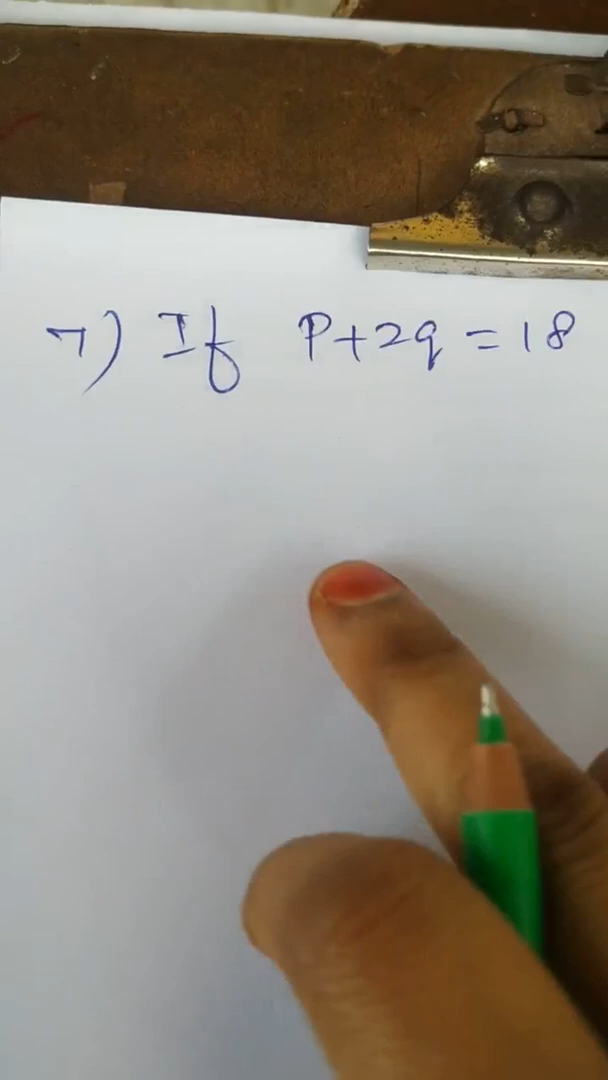 7) If P+2q = 18